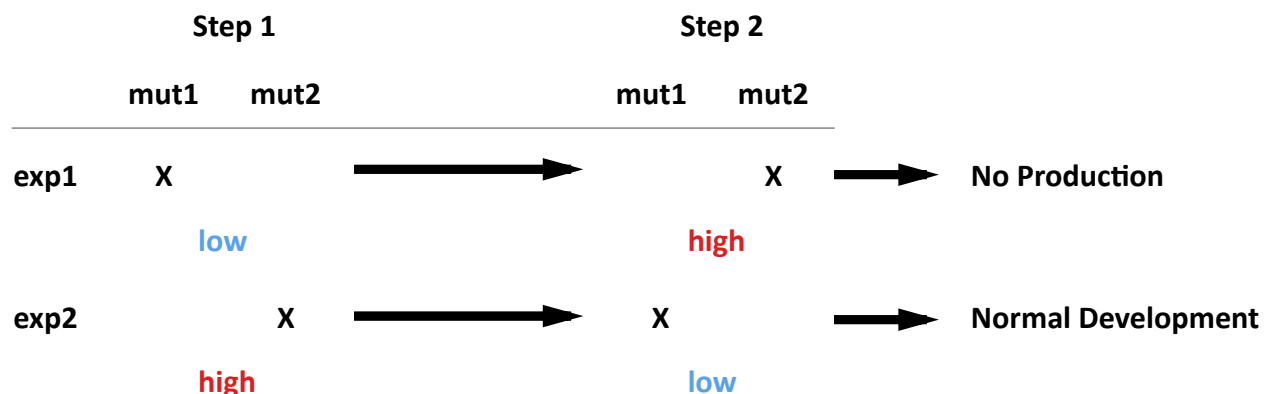 Step 1 Step 2
mut1 mut2 mut1 mut2
exp1 X X No Production
low high
exp2 X X Normal Development
high low